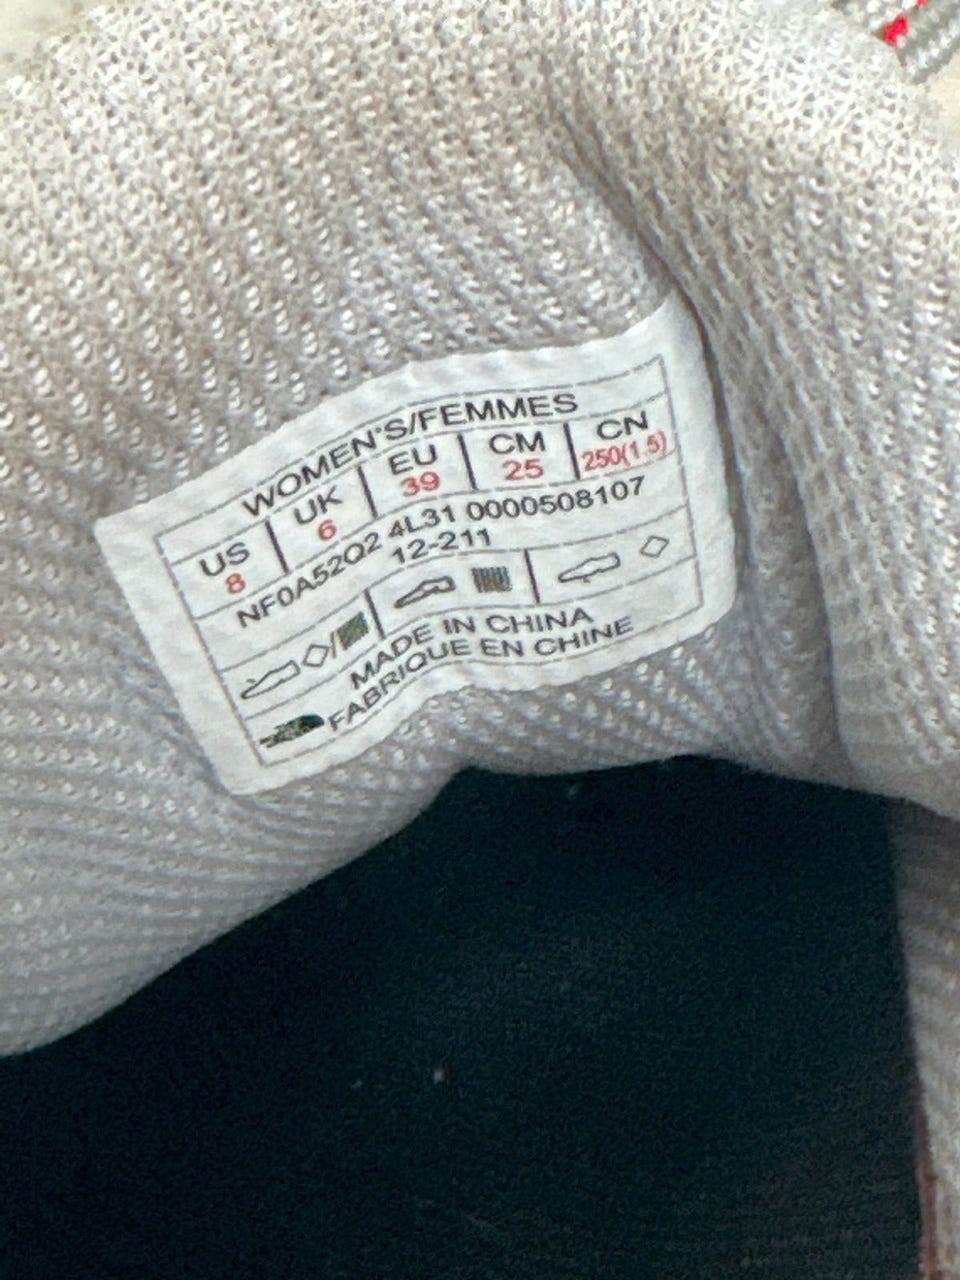 WOMEN'S/FEMMES
US UK EU CM CN
8 6 39 25 250(1.5)
NF0A52Q2 4L31 0000508107
12-211
MADE IN CHINA
FABRIQUE EN CHINE